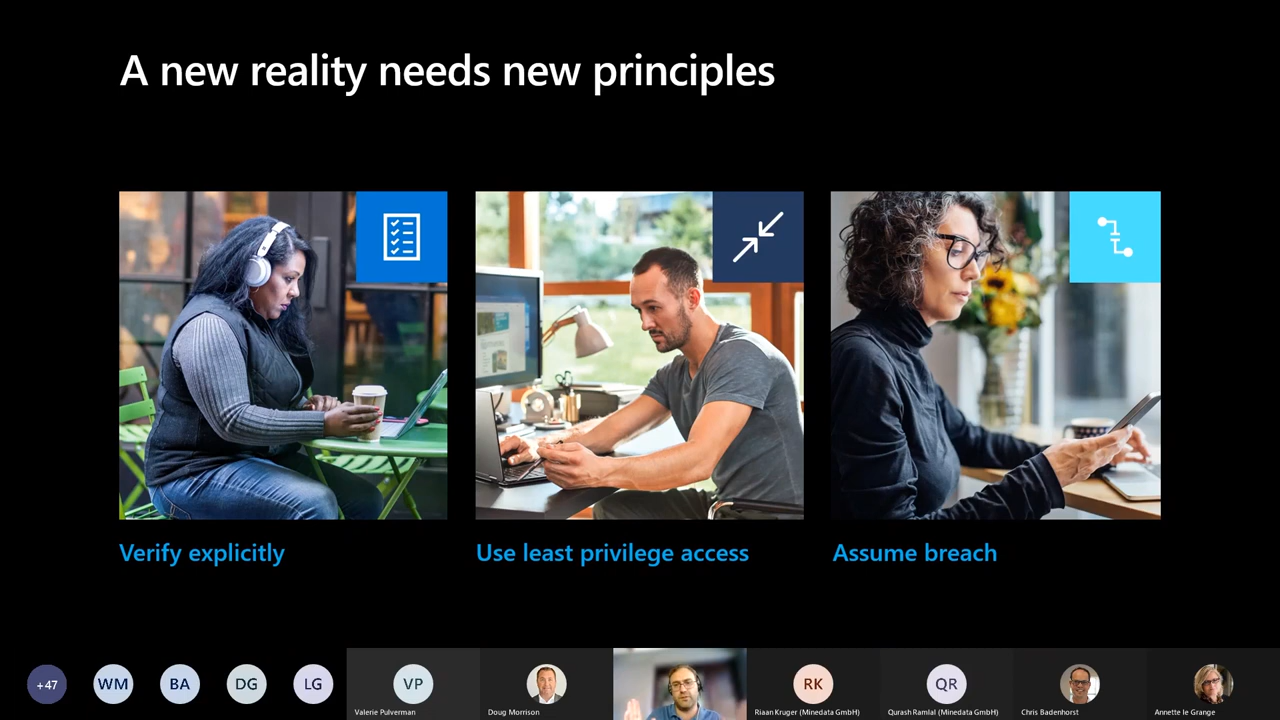 A new reality needs new principles
Verify explicitly
Use least privilege access
Assume breach
+47
WM
BA
DG
LG
VP
RK
QR
Valerie Pulverman
Doug Morrison
Riaan Kruger (Minedata GmbH)
Qurash Ramlal (Minedata GmbH)
Chris Badenhorst
Annette le Grange